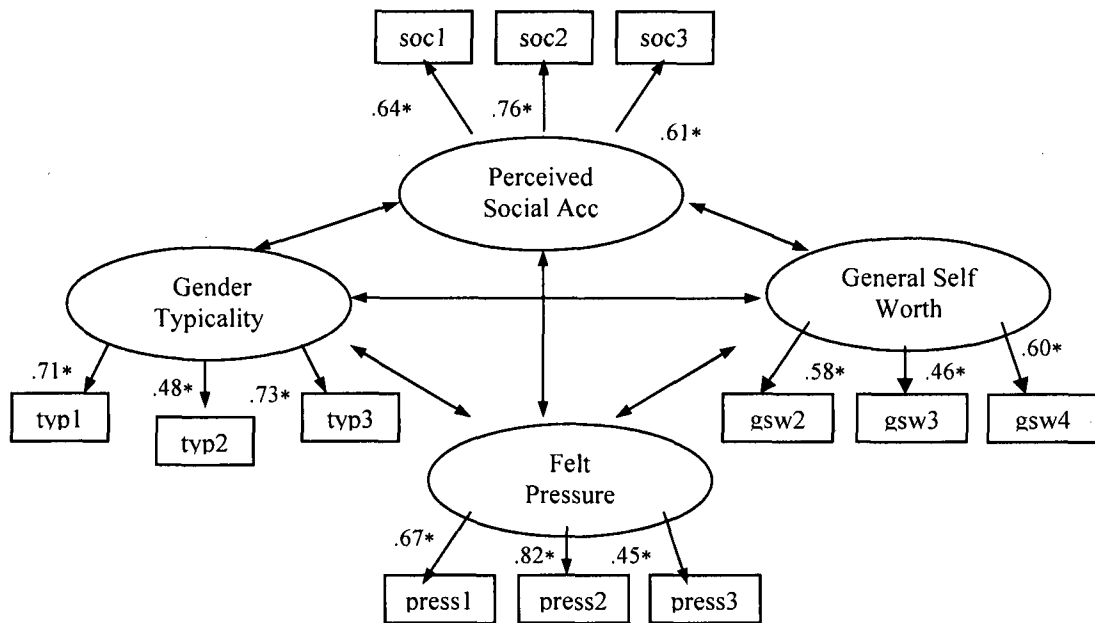 soc1 soc2 soc3
.64* .76* .61*
Perceived
Social Acc
Gender
Typicality
General Self
Worth
.71* .48* .73*
.58* .46* .60*
typ1 typ2 typ3
gsw2 gsw3 gsw4
Felt
Pressure
.67* .82* .45*
press1 press2 press3